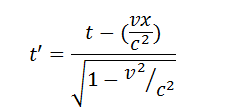 t′ = (t − (vx/c²)) / √(1 − v²/c²)